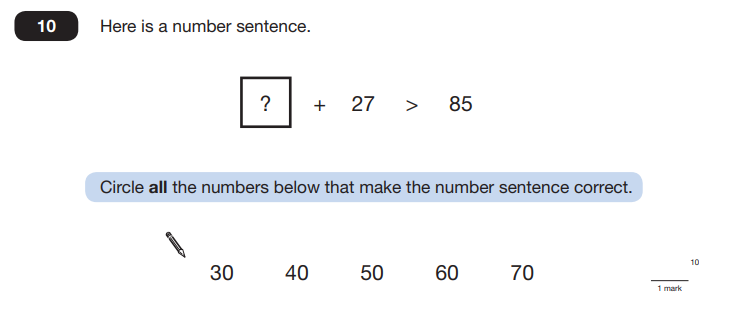 10 Here is a number sentence.
? + 27 > 85
Circle all the numbers below that make the number sentence correct.
30 40 50 60 70
10
1 mark